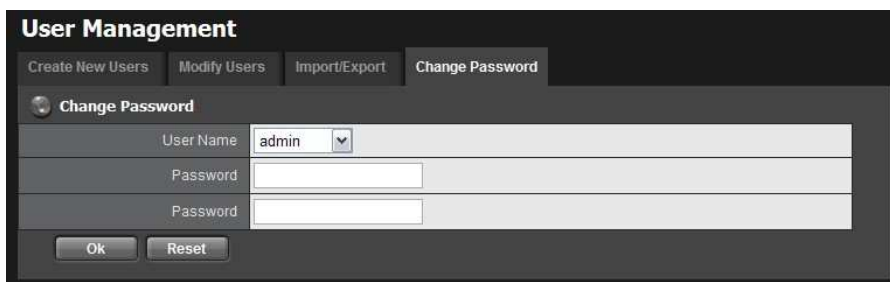 User Management
Create New Users Modify Users Import/Export Change Password
Change Password
User Name admin
Password
Password
Ok Reset